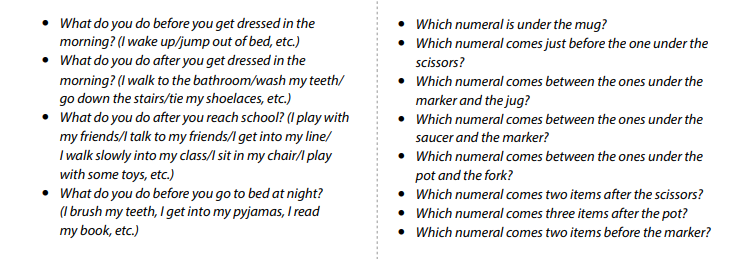 • What do you do before you get dressed in the
morning? (I wake up/jump out of bed, etc.)
• What do you do after you get dressed in the
morning? (I walk to the bathroom/wash my teeth/
go down the stairs/tie my shoelaces, etc.)
• What do you do after you reach school? (I play with
my friends/I talk to my friends/I get into my line/
I walk slowly into my class/I sit in my chair/I play
with some toys, etc.)
• What do you do before you go to bed at night?
(I brush my teeth, I get into my pyjamas, I read
my book, etc.)
• Which numeral is under the mug?
• Which numeral comes just before the one under the
scissors?
• Which numeral comes between the ones under the
marker and the jug?
• Which numeral comes between the ones under the
saucer and the marker?
• Which numeral comes between the ones under the
pot and the fork?
• Which numeral comes two items after the scissors?
• Which numeral comes three items after the pot?
• Which numeral comes two items before the marker?